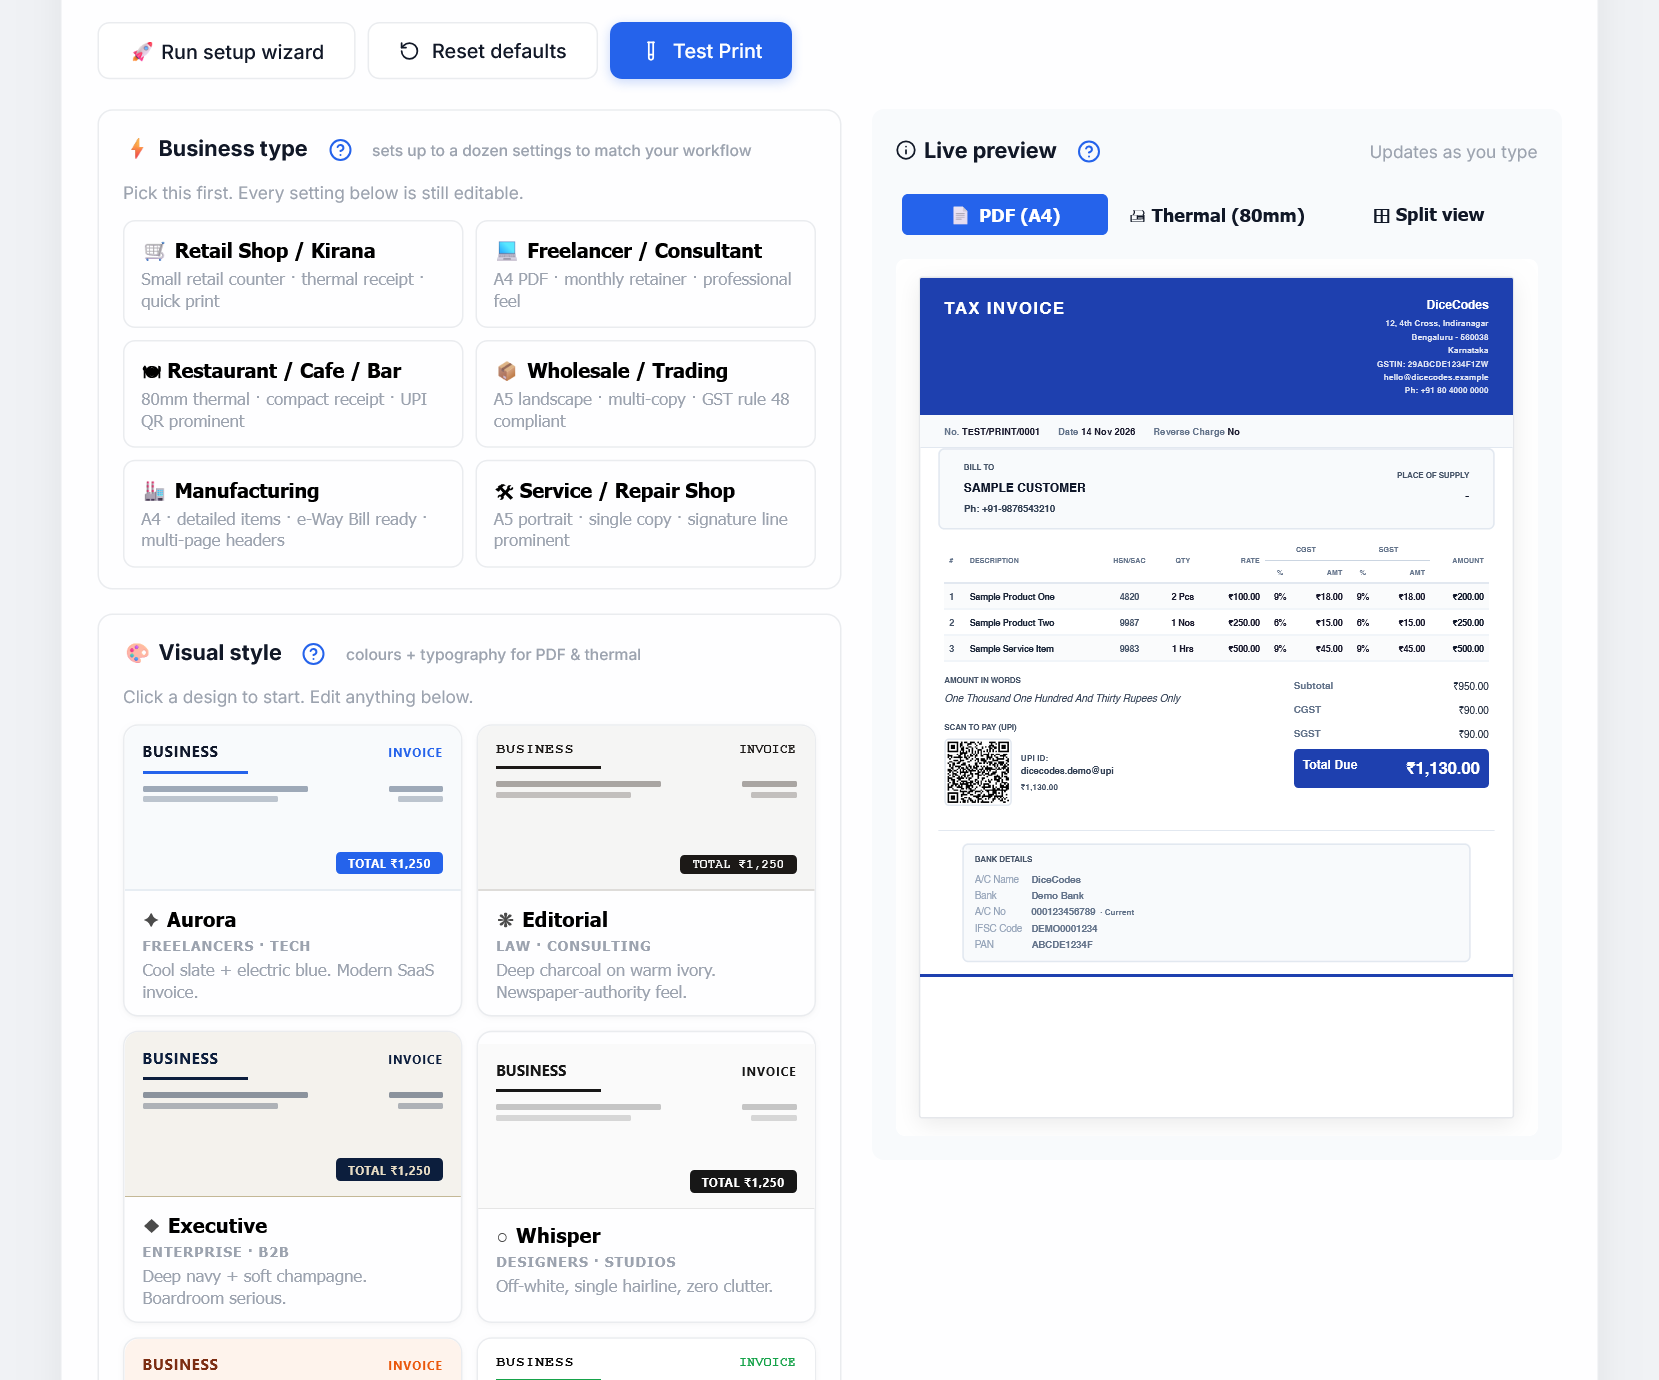 Run setup wizard
Reset defaults
Test Print
Business type
sets up to a dozen settings to match your workflow
Pick this first. Every setting below is still editable.
Retail Shop / Kirana
Small retail counter · thermal receipt ·
quick print
Freelancer / Consultant
A4 PDF · monthly retainer · professional
feel
Restaurant / Cafe / Bar
80mm thermal · compact receipt · UPI
QR prominent
Wholesale / Trading
A5 landscape · multi-copy · GST rule 48
compliant
Manufacturing
A4 · detailed items · e-Way Bill ready ·
multi-page headers
Service / Repair Shop
A5 portrait · single copy · signature line
prominent
Visual style
colours + typography for PDF & thermal
Click a design to start. Edit anything below.
BUSINESS INVOICE
TOTAL ₹1,250
Aurora
FREELANCERS · TECH
Cool slate + electric blue. Modern SaaS
invoice.
BUSINESS INVOICE
TOTAL ₹1,250
Editorial
LAW · CONSULTING
Deep charcoal on warm ivory.
Newspaper-authority feel.
BUSINESS INVOICE
TOTAL ₹1,250
Executive
ENTERPRISE · B2B
Deep navy + soft champagne.
Boardroom serious.
BUSINESS INVOICE
TOTAL ₹1,250
Whisper
DESIGNERS · STUDIOS
Off-white, single hairline, zero clutter.
BUSINESS INVOICE
BUSINESS INVOICE
Live preview
Updates as you type
PDF (A4)
Thermal (80mm)
Split view
TAX INVOICE
DiceCodes
12, 4th Cross, Indiranagar
Bengaluru - 560038
Karnataka
GSTIN: 29ABCDE1234F1ZW
hello@dicecodes.example
Ph: +91 80 4000 0000
No. TEST/PRINT/0001 Date 14 Nov 2026 Reverse Charge No
BILL TO
SAMPLE CUSTOMER
Ph: +91-9876543210
PLACE OF SUPPLY
-
# DESCRIPTION HSN/SAC QTY RATE CGST SGST AMOUNT
% AMT % AMT
1 Sample Product One 4820 2 Pcs ₹100.00 9% ₹18.00 9% ₹18.00 ₹200.00
2 Sample Product Two 9987 1 Nos ₹250.00 6% ₹15.00 6% ₹15.00 ₹250.00
3 Sample Service Item 9983 1 Hrs ₹500.00 9% ₹45.00 9% ₹45.00 ₹500.00
AMOUNT IN WORDS
One Thousand One Hundred And Thirty Rupees Only
Subtotal ₹950.00
CGST ₹90.00
SGST ₹90.00
Total Due ₹1,130.00
SCAN TO PAY (UPI)
UPI ID:
dicecodes.demo@upi
₹1,130.00
BANK DETAILS
A/C Name DiceCodes
Bank Demo Bank
A/C No 000123456789 · Current
IFSC Code DEMO0001234
PAN ABCDE1234F